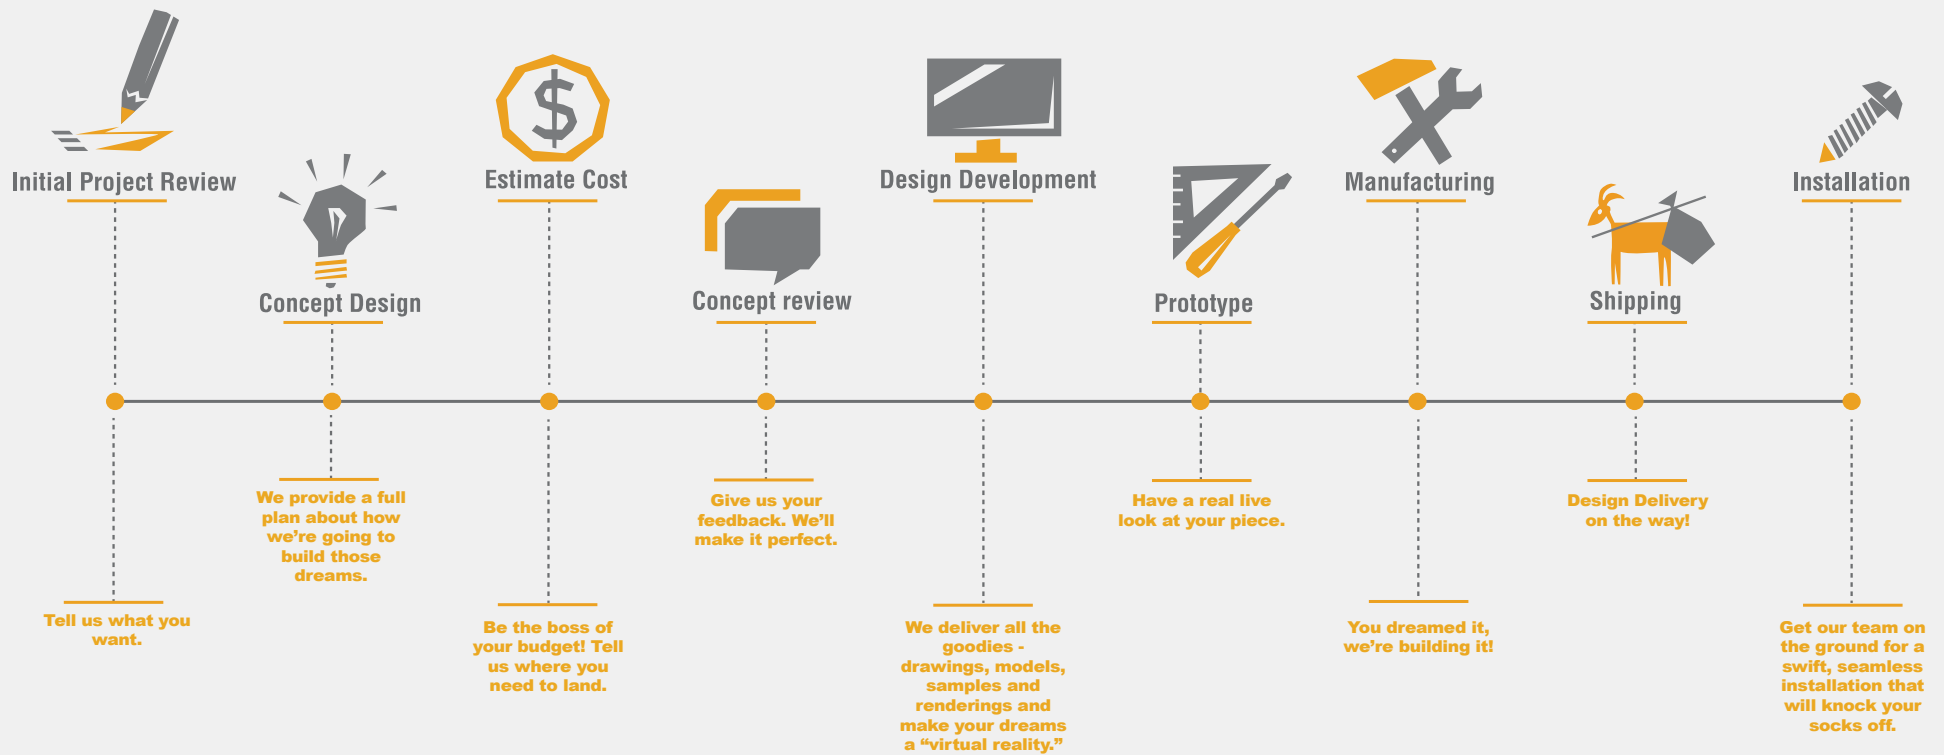 Initial Project Review
Tell us what you
want.
Concept Design
We provide a full
plan about how
we're going to
build those
dreams.
Estimate Cost
Be the boss of
your budget! Tell
us where you
need to land.
Concept review
Give us your
feedback. We'll
make it perfect.
Design Development
We deliver all the
goodies -
drawings, models,
samples and
renderings and
make your dreams
a “virtual reality.”
Prototype
Have a real live
look at your piece.
Manufacturing
You dreamed it,
we're building it!
Shipping
Design Delivery
on the way!
Installation
Get our team on
the ground for a
swift, seamless
installation that
will knock your
socks off.